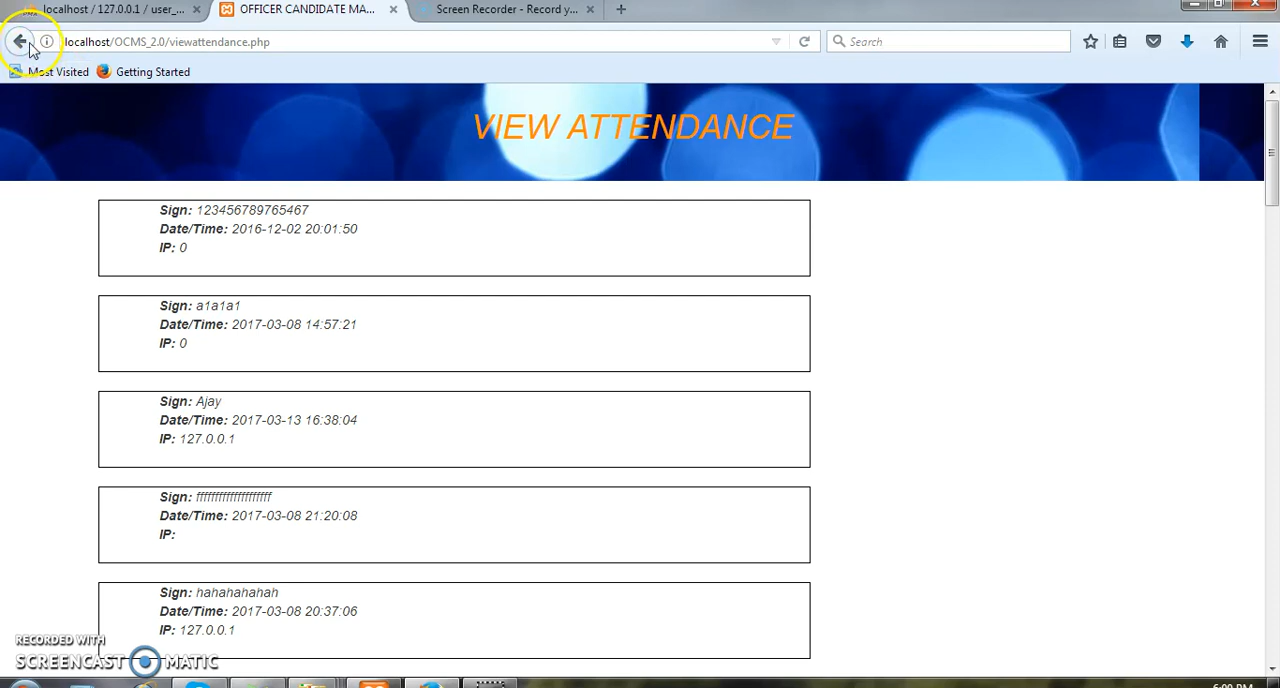 localhost / 127.0.0.1 / user_...
OFFICER CANDIDATE MA...
Screen Recorder - Record y...
localhost/OCMS_2.0/viewattendance.php
Search
Most Visited
Getting Started
VIEW ATTENDANCE
Sign: 123456789765467
Date/Time: 2016-12-02 20:01:50
IP: 0
Sign: a1a1a1
Date/Time: 2017-03-08 14:57:21
IP: 0
Sign: Ajay
Date/Time: 2017-03-13 16:38:04
IP: 127.0.0.1
Date/Time: 2017-03-08 21:20:08
IP:
Sign: hahahahahah
Date/Time: 2017-03-08 20:37:06
IP: 127.0.0.1
RECORDED WITH
SCREENCAST MATIC